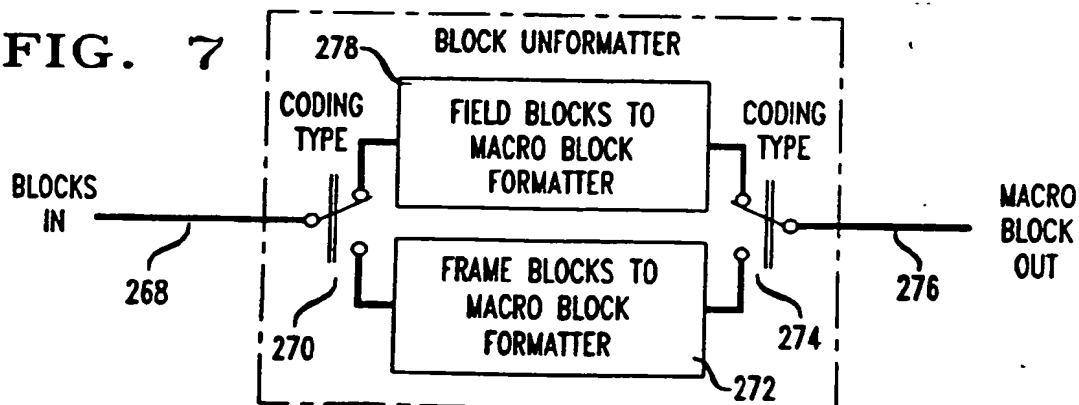 FIG. 7
BLOCK UNFORMATTER
278
CODING
TYPE
FIELD BLOCKS TO
MACRO BLOCK
FORMATTER
CODING
TYPE
BLOCKS
IN
268
270
FRAME BLOCKS TO
MACRO BLOCK
FORMATTER
272
274
276
MACRO
BLOCK
OUT